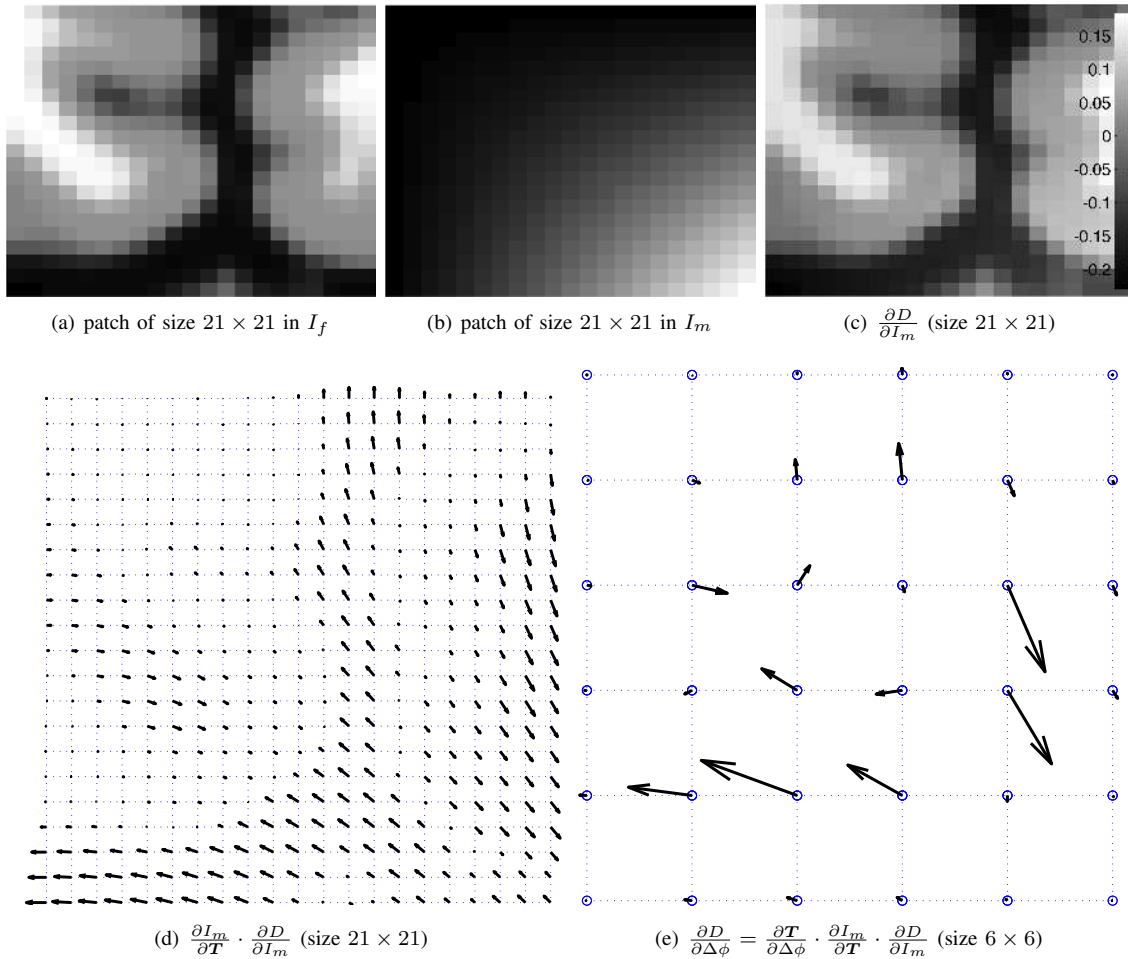 0.15
0.1
0.05
0
-0.05
-0.1
-0.15
-0.2
(a) patch of size 21 × 21 in I_f
(b) patch of size 21 × 21 in I_m
(c) ∂D/∂I_m (size 21 × 21)
(d) ∂I_m/∂T · ∂D/∂I_m (size 21 × 21)
(e) ∂D/∂Δϕ = ∂T/∂Δϕ · ∂I_m/∂T · ∂D/∂I_m (size 6 × 6)